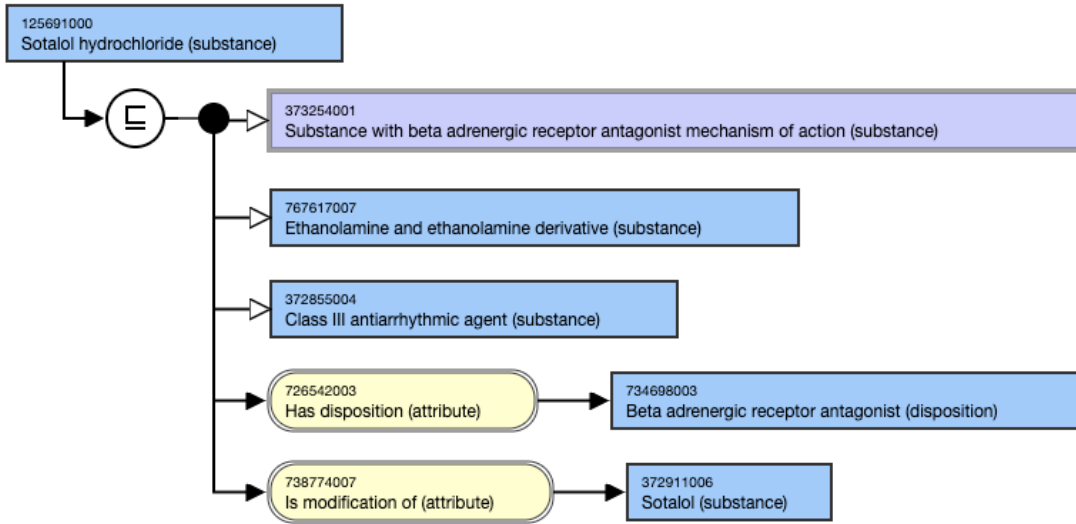 125691000
Sotalol hydrochloride (substance)
⊑
373254001
Substance with beta adrenergic receptor antagonist mechanism of action (substance)
767617007
Ethanolamine and ethanolamine derivative (substance)
372855004
Class III antiarrhythmic agent (substance)
726542003
Has disposition (attribute)
734698003
Beta adrenergic receptor antagonist (disposition)
738774007
Is modification of (attribute)
372911006
Sotalol (substance)